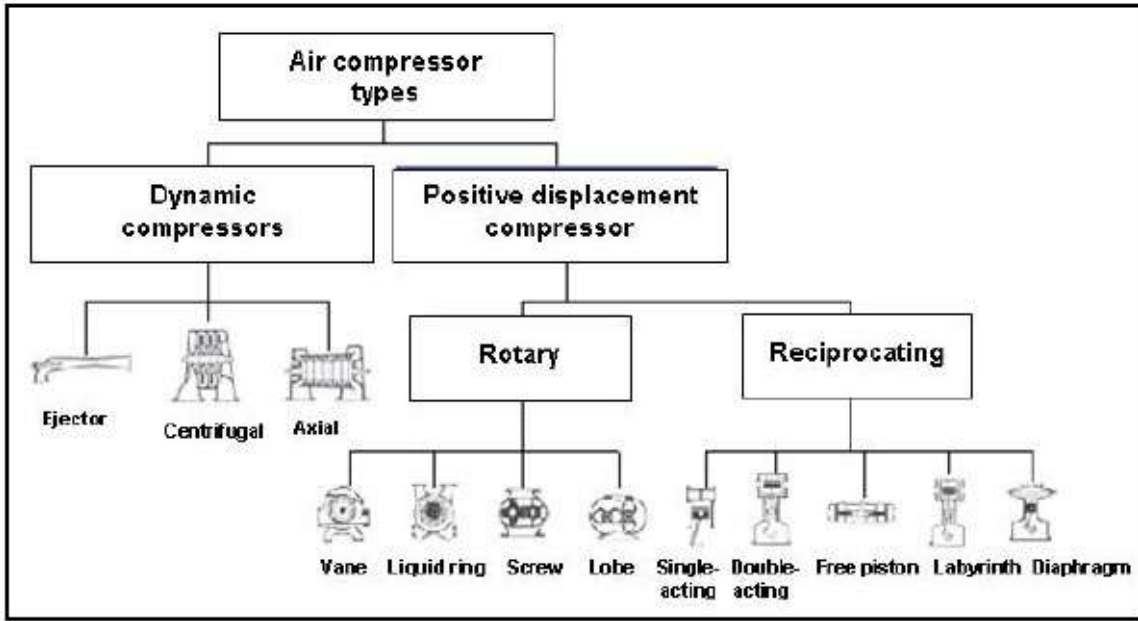 Air compressor
types
Dynamic
compressors
Positive displacement
compressor
Rotary
Reciprocating
Ejector
Centrifugal
Axial
Vane
Liquid ring
Screw
Lobe
Single-
acting
Double-
acting
Free piston
Labyrinth
Diaphragm